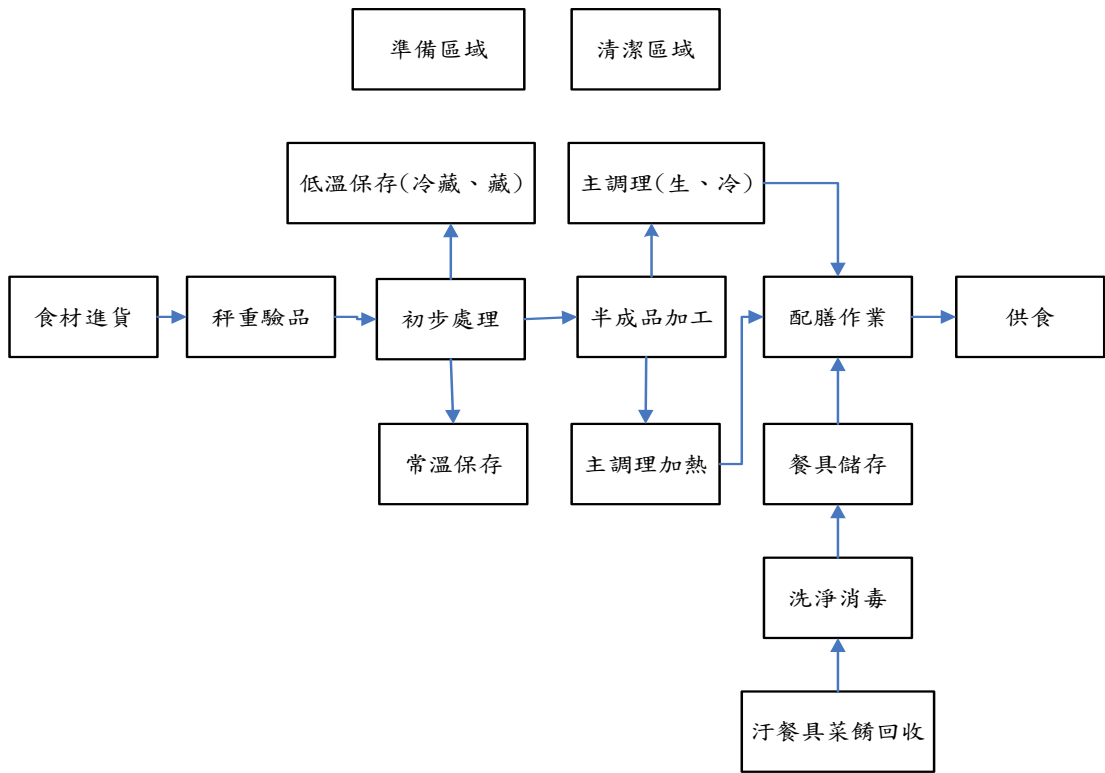 準備區域
清潔區域
低溫保存(冷藏、藏)
主調理(生、冷)
食材進貨
秤重驗品
初步處理
半成品加工
配膳作業
供食
常溫保存
主調理加熱
餐具儲存
洗淨消毒
汙餐具菜餚回收